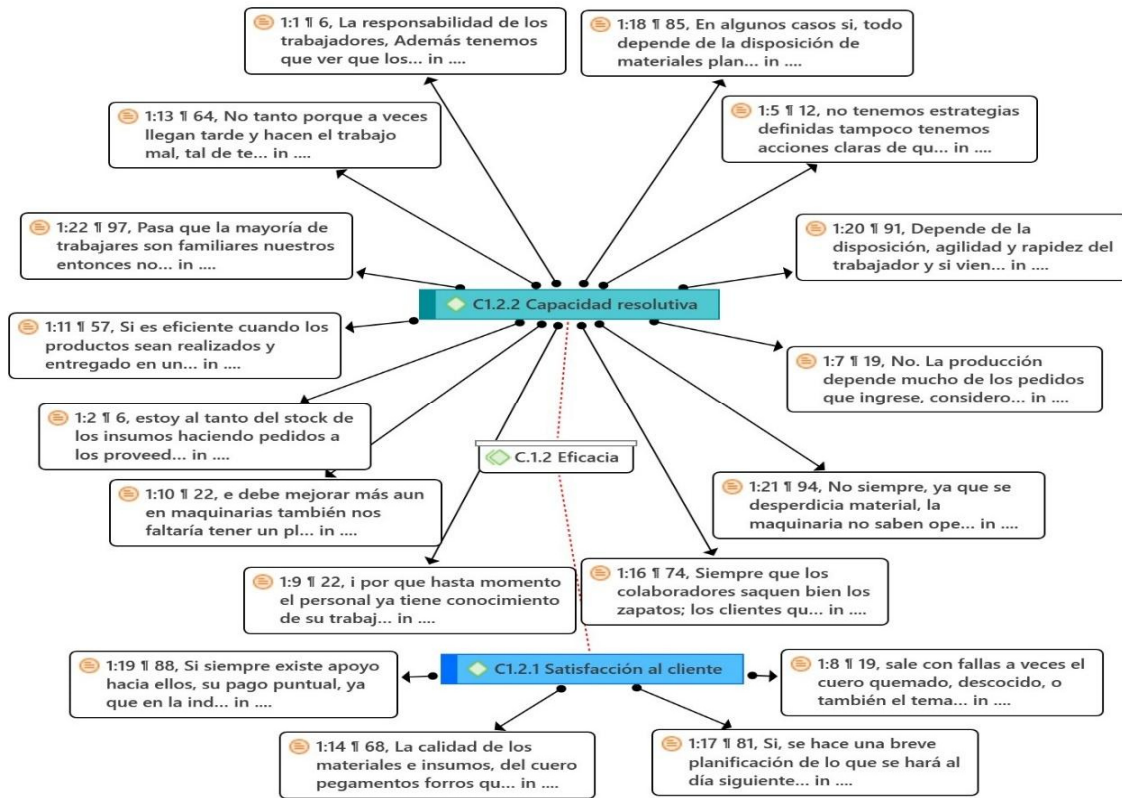 1:1 ¶ 6, La responsabilidad de los
trabajadores, Además tenemos
que ver que los... in ....
1:18 ¶ 85, En algunos casos si, todo
depende de la disposición de
materiales plan... in ....
1:13 ¶ 64, No tanto porque a veces
llegan tarde y hacen el trabajo
mal, tal de te... in ....
1:5 ¶ 12, no tenemos estrategias
definidas tampoco tenemos
acciones claras de qu... in ....
1:22 ¶ 97, Pasa que la mayoría de
trabajares son familiares nuestros
entonces no... in ....
1:20 ¶ 91, Depende de la
disposición, agilidad y rapidez del
trabajador y si vien... in ....
C1.2.2 Capacidad resolutiva
1:11 ¶ 57, Si es eficiente cuando los
productos sean realizados y
entregado en un... in ....
1:7 ¶ 19, No. La producción
depende mucho de los pedidos
que ingrese, considero... in ....
1:2 ¶ 6, estoy al tanto del stock de
los insumos haciendo pedidos a
los proveed... in ....
C.1.2 Eficacia
1:10 ¶ 22, e debe mejorar más aun
en maquinarias también nos
faltaría tener un pl... in ....
1:21 ¶ 94, No siempre, ya que se
desperdicia material, la
maquinaria no saben ope... in ....
1:9 ¶ 22, i por que hasta momento
el personal ya tiene conocimiento
de su trabaj... in ....
1:16 ¶ 74, Siempre que los
colaboradores saquen bien los
zapatos; los clientes qu... in ....
1:19 ¶ 88, Si siempre existe apoyo
hacia ellos, su pago puntual, ya
que en la ind... in ....
C1.2.1 Satisfacción al cliente
1:8 ¶ 19, sale con fallas a veces el
cuero quemado, descocido, o
también el tema... in ....
1:14 ¶ 68, La calidad de los
materiales e insumos, del cuero
pegamentos forros qu... in ....
1:17 ¶ 81, Si, se hace una breve
planificación de lo que se hará al
día siguiente... in ....